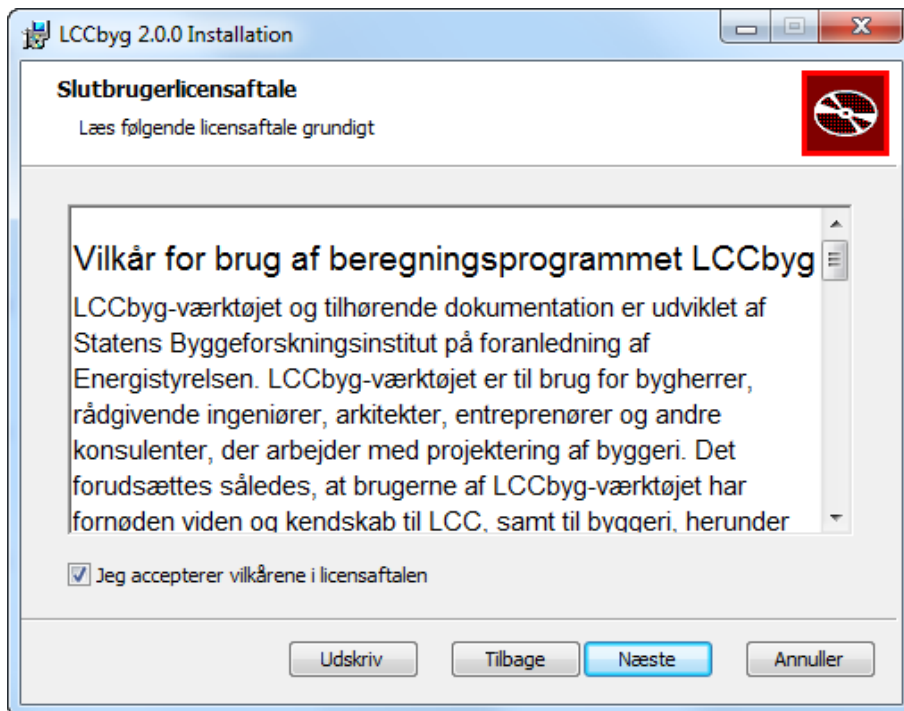 LCCbyg 2.0.0 Installation
Slutbrugerlicensaftale
Læs følgende licensaftale grundigt
Vilkår for brug af beregningsprogrammet LCCbyg
LCCbyg-værktøjet og tilhørende dokumentation er udviklet af
Statens Byggeforskningsinstitut på foranledning af
Energistyrelsen. LCCbyg-værktøjet er til brug for bygherrer,
rådgivende ingeniører, arkitekter, entreprenører og andre
konsulenter, der arbejder med projektering af byggeri. Det
forudsættes således, at brugerne af LCCbyg-værktøjet har
fornøden viden og kendskab til LCC, samt til byggeri, herunder
Jeg accepterer vilkårene i licensaftalen
Udskriv Tilbage Næste Annuller